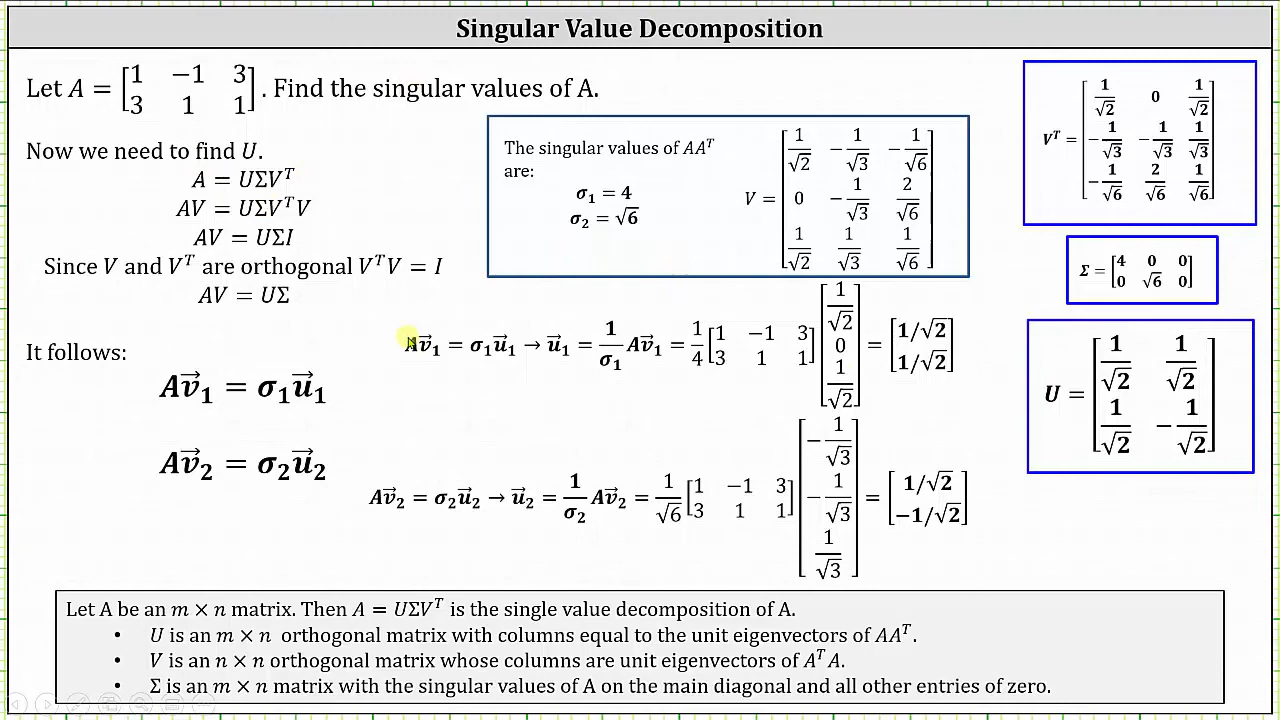 Singular Value Decomposition
Let A = [1 −1 3; 3 1 1]. Find the singular values of A.
Now we need to find U.
A = UΣVᵀ
AV = UΣVᵀV
AV = UΣI
Since V and Vᵀ are orthogonal VᵀV = I
AV = UΣ
It follows:
Av⃗₁ = σ₁u⃗₁
Av⃗₂ = σ₂u⃗₂
The singular values of AAᵀ
are:
σ₁ = 4
σ₂ = √6
V = [1/√2 −1/√3 −1/√6; 0 −1/√3 2/√6; 1/√2 1/√3 1/√6]
Av⃗₁ = σ₁u⃗₁ → u⃗₁ = 1/σ₁ Av⃗₁ = 1/4 [1 −1 3; 3 1 1] [1/√2; 0; 1/√2] = [1/√2; 1/√2]
Av⃗₂ = σ₂u⃗₂ → u⃗₂ = 1/σ₂ Av⃗₂ = 1/√6 [1 −1 3; 3 1 1] [−1/√3; −1/√3; 1/√3] = [1/√2; −1/√2]
Vᵀ = [1/√2 0 1/√2; −1/√3 −1/√3 1/√3; −1/√6 2/√6 1/√6]
Σ = [4 0 0; 0 √6 0]
U = [1/√2 1/√2; 1/√2 −1/√2]
Let A be an m × n matrix. Then A = UΣVᵀ is the single value decomposition of A.
• U is an m × n orthogonal matrix with columns equal to the unit eigenvectors of AAᵀ.
• V is an n × n orthogonal matrix whose columns are unit eigenvectors of AᵀA.
• Σ is an m × n matrix with the singular values of A on the main diagonal and all other entries of zero.